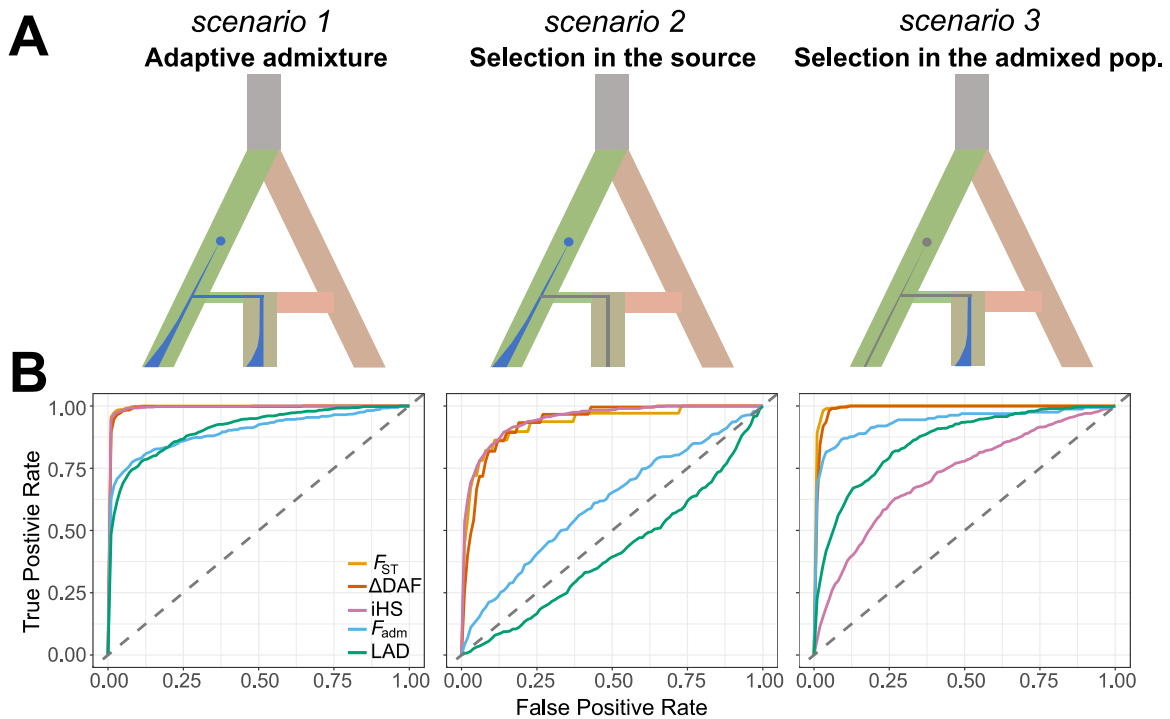 A
scenario 1
scenario 2
scenario 3
Adaptive admixture
Selection in the source
Selection in the admixed pop.
B
True Postivie Rate
1.00
0.75
0.50
0.25
0.00
FST
ΔDAF
iHS
Fadm
LAD
0.00 0.25 0.50 0.75 1.00
0.00 0.25 0.50 0.75 1.00
0.00 0.25 0.50 0.75 1.00
False Positive Rate